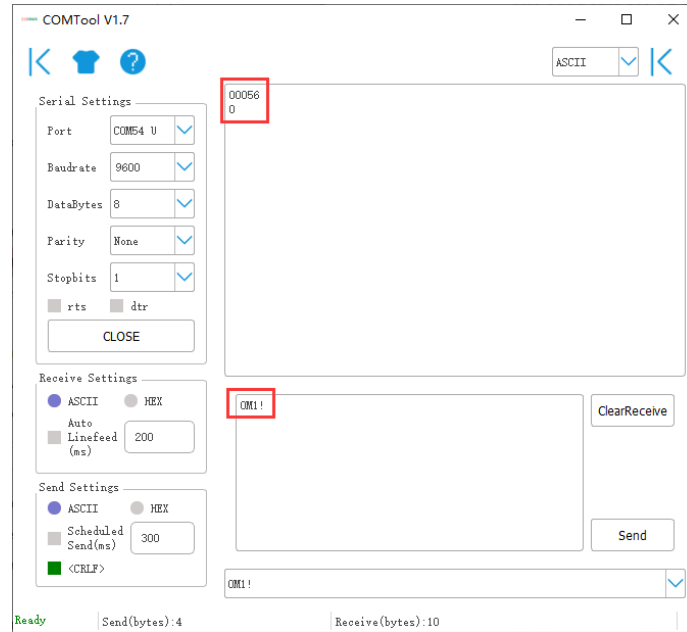 COMTool V1.7
ASCII
Serial Settings
Port COM54 U
Baudrate 9600
DataBytes 8
Parity None
Stopbits 1
rts dtr
CLOSE
Receive Settings
ASCII HEX
Auto
Linefeed
(ms)
200
Send Settings
ASCII HEX
Scheduled
Send(ms)
300
<CRLF>
00056
0
0M1!
ClearReceive
Send
0M1!
Ready Send(bytes):4 Receive(bytes):10